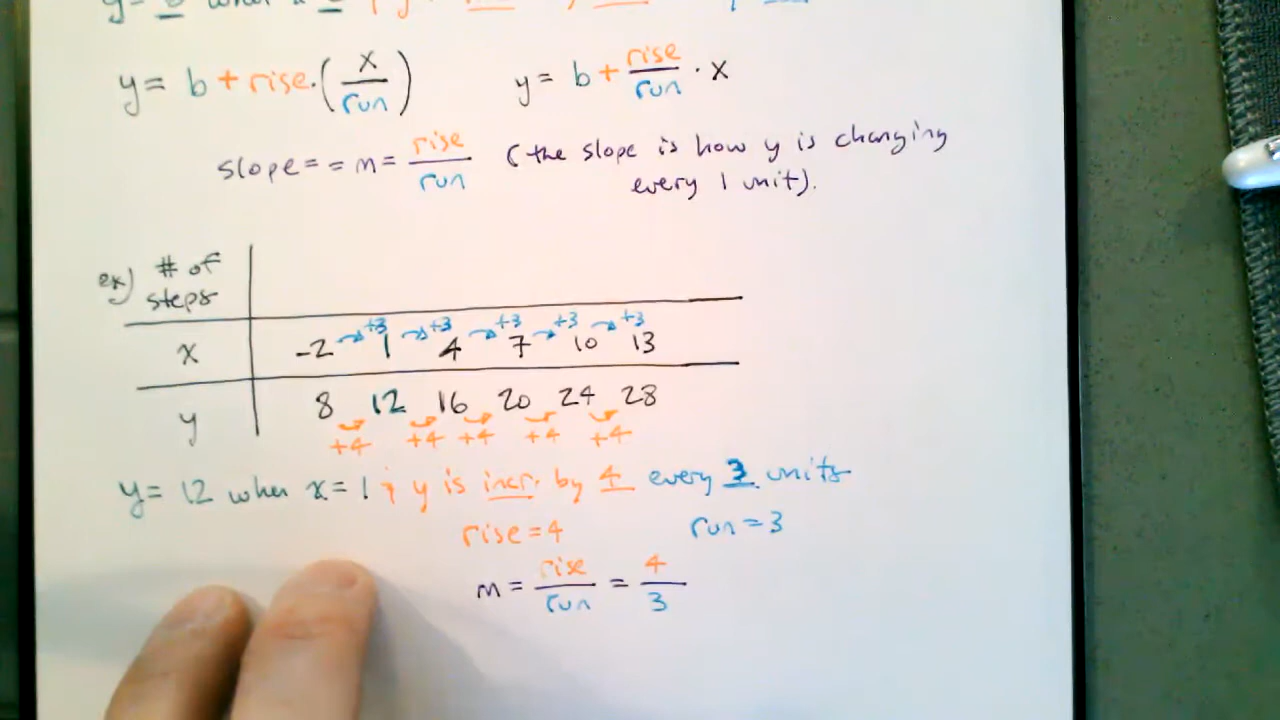 y = b + rise · (x/run)
y = b + rise/run · x
slope = = m = rise/run (the slope is how y is changing
every 1 unit).
ex) # of
steps
+3 +3 +3 +3 +3
x -2 1 4 7 10 13
y 8 12 16 20 24 28
+4 +4 +4 +4 +4
y = 12 when x = 1 ; y is incr. by 4 every 3 units
rise = 4 run = 3
m = rise/run = 4/3